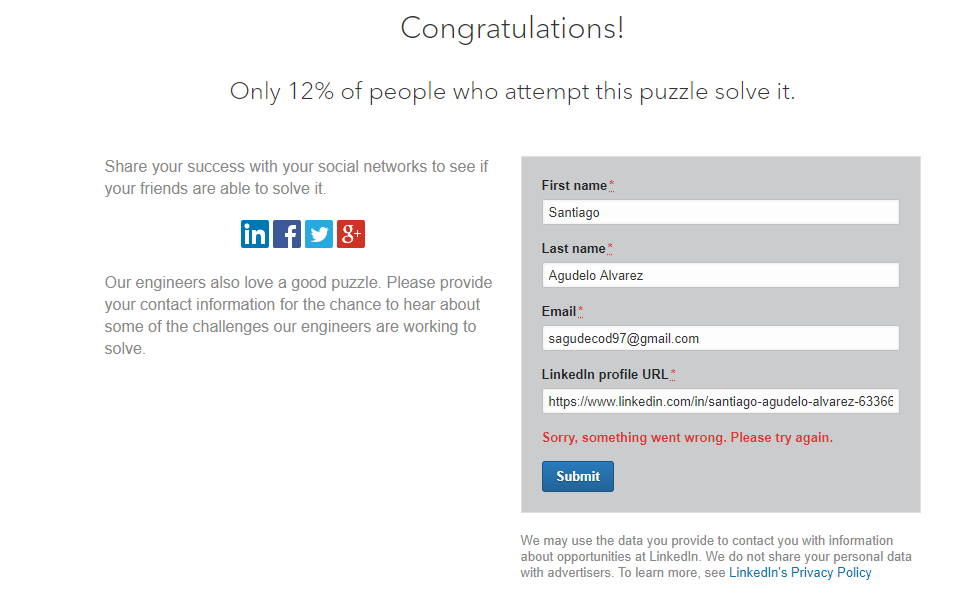 Congratulations!
Only 12% of people who attempt this puzzle solve it.
Share your success with your social networks to see if
your friends are able to solve it.
in f g+
Our engineers also love a good puzzle. Please provide
your contact information for the chance to hear about
some of the challenges our engineers are working to
solve.
First name*
Santiago
Last name*
Agudelo Alvarez
Email*
sagudecod97@gmail.com
LinkedIn profile URL*
https://www.linkedin.com/in/santiago-agudelo-alvarez-63366
Sorry, something went wrong. Please try again.
Submit
We may use the data you provide to contact you with information
about opportunities at LinkedIn. We do not share your personal data
with advertisers. To learn more, see LinkedIn's Privacy Policy